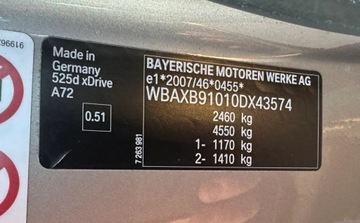 96616
Made in
Germany
525d xDrive
A72
0.51
7 263 981
BAYERISCHE MOTOREN WERKE AG
e1*2007/46*0455*
WBAXB91010DX43574
2460 kg
4550 kg
1- 1170 kg
2- 1410 kg